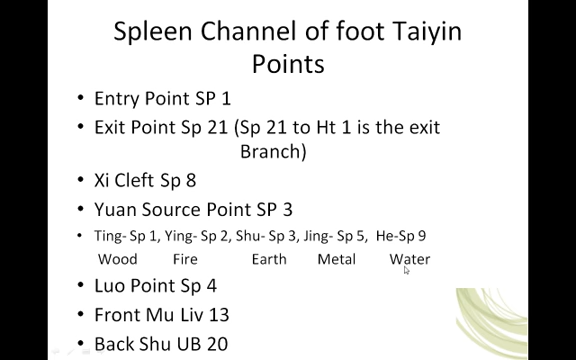 Spleen Channel of foot Taiyin
Points
• Entry Point SP 1
• Exit Point Sp 21 (Sp 21 to Ht 1 is the exit
Branch)
• Xi Cleft Sp 8
• Yuan Source Point SP 3
• Ting- Sp 1, Ying- Sp 2, Shu- Sp 3, Jing- Sp 5, He-Sp 9
Wood Fire Earth Metal Water
• Luo Point Sp 4
• Front Mu Liv 13
• Back Shu UB 20